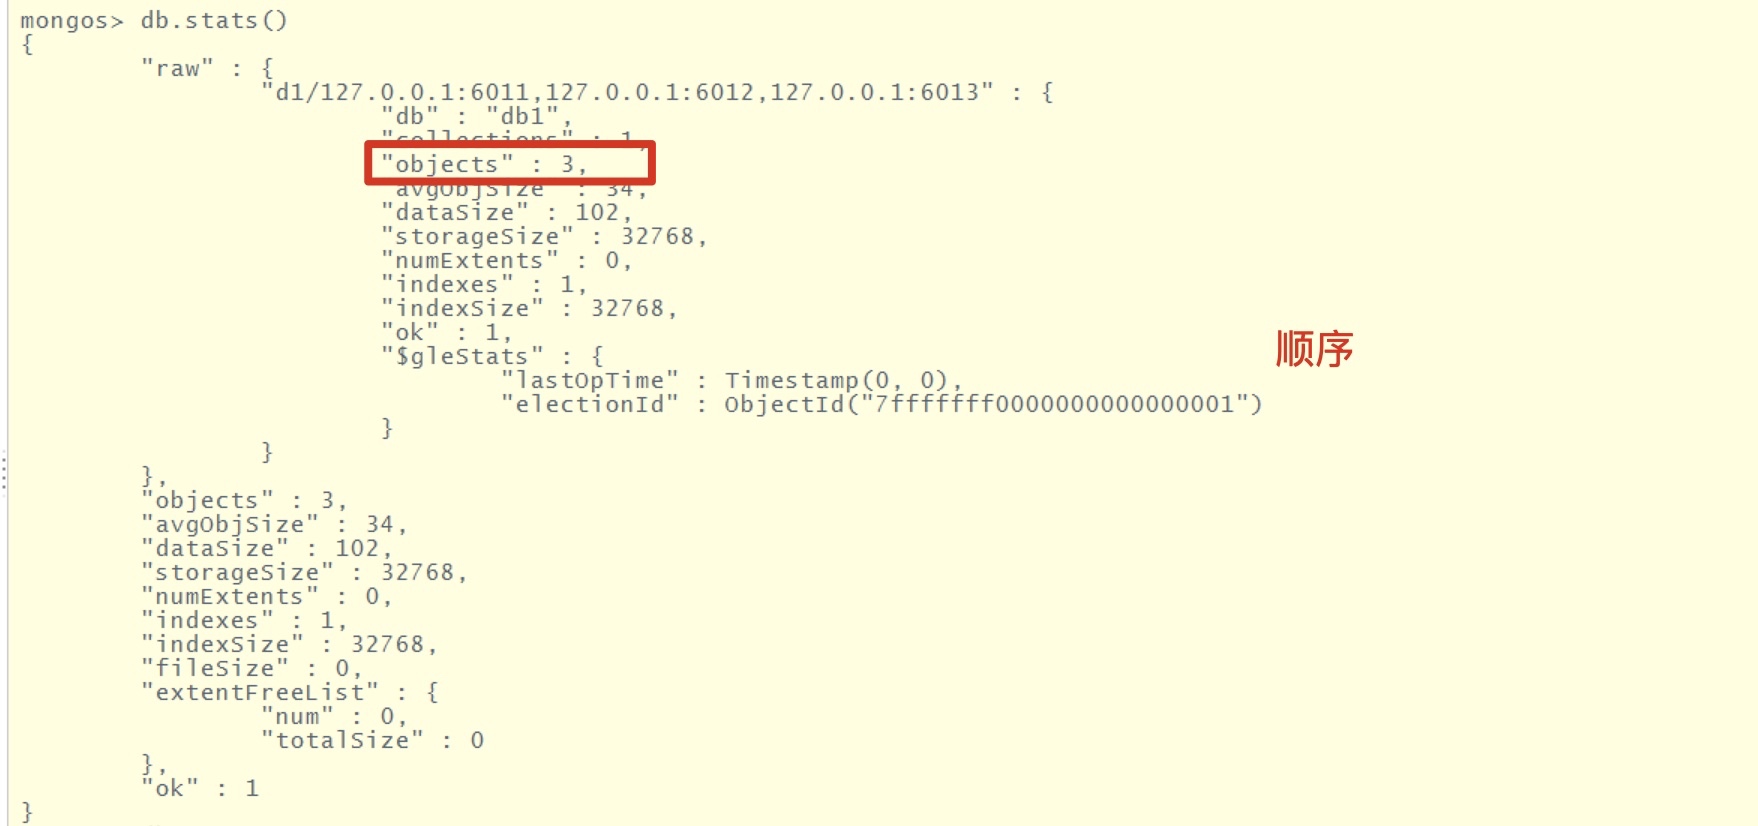 mongos> db.stats()
{
"raw" : {
"d1/127.0.0.1:6011,127.0.0.1:6012,127.0.0.1:6013" : {
"db" : "db1",
"collections" : 1,
"objects" : 3,
"avgObjSize" : 34,
"dataSize" : 102,
"storageSize" : 32768,
"numExtents" : 0,
"indexes" : 1,
"indexSize" : 32768,
"ok" : 1,
"$gleStats" : {
顺序
"lastOpTime" : Timestamp(0, 0),
"electionId" : ObjectId("7fffffff0000000000000001")
}
}
},
"objects" : 3,
"avgObjSize" : 34,
"dataSize" : 102,
"storageSize" : 32768,
"numExtents" : 0,
"indexes" : 1,
"indexSize" : 32768,
"fileSize" : 0,
"extentFreeList" : {
"num" : 0,
"totalSize" : 0
},
"ok" : 1
}